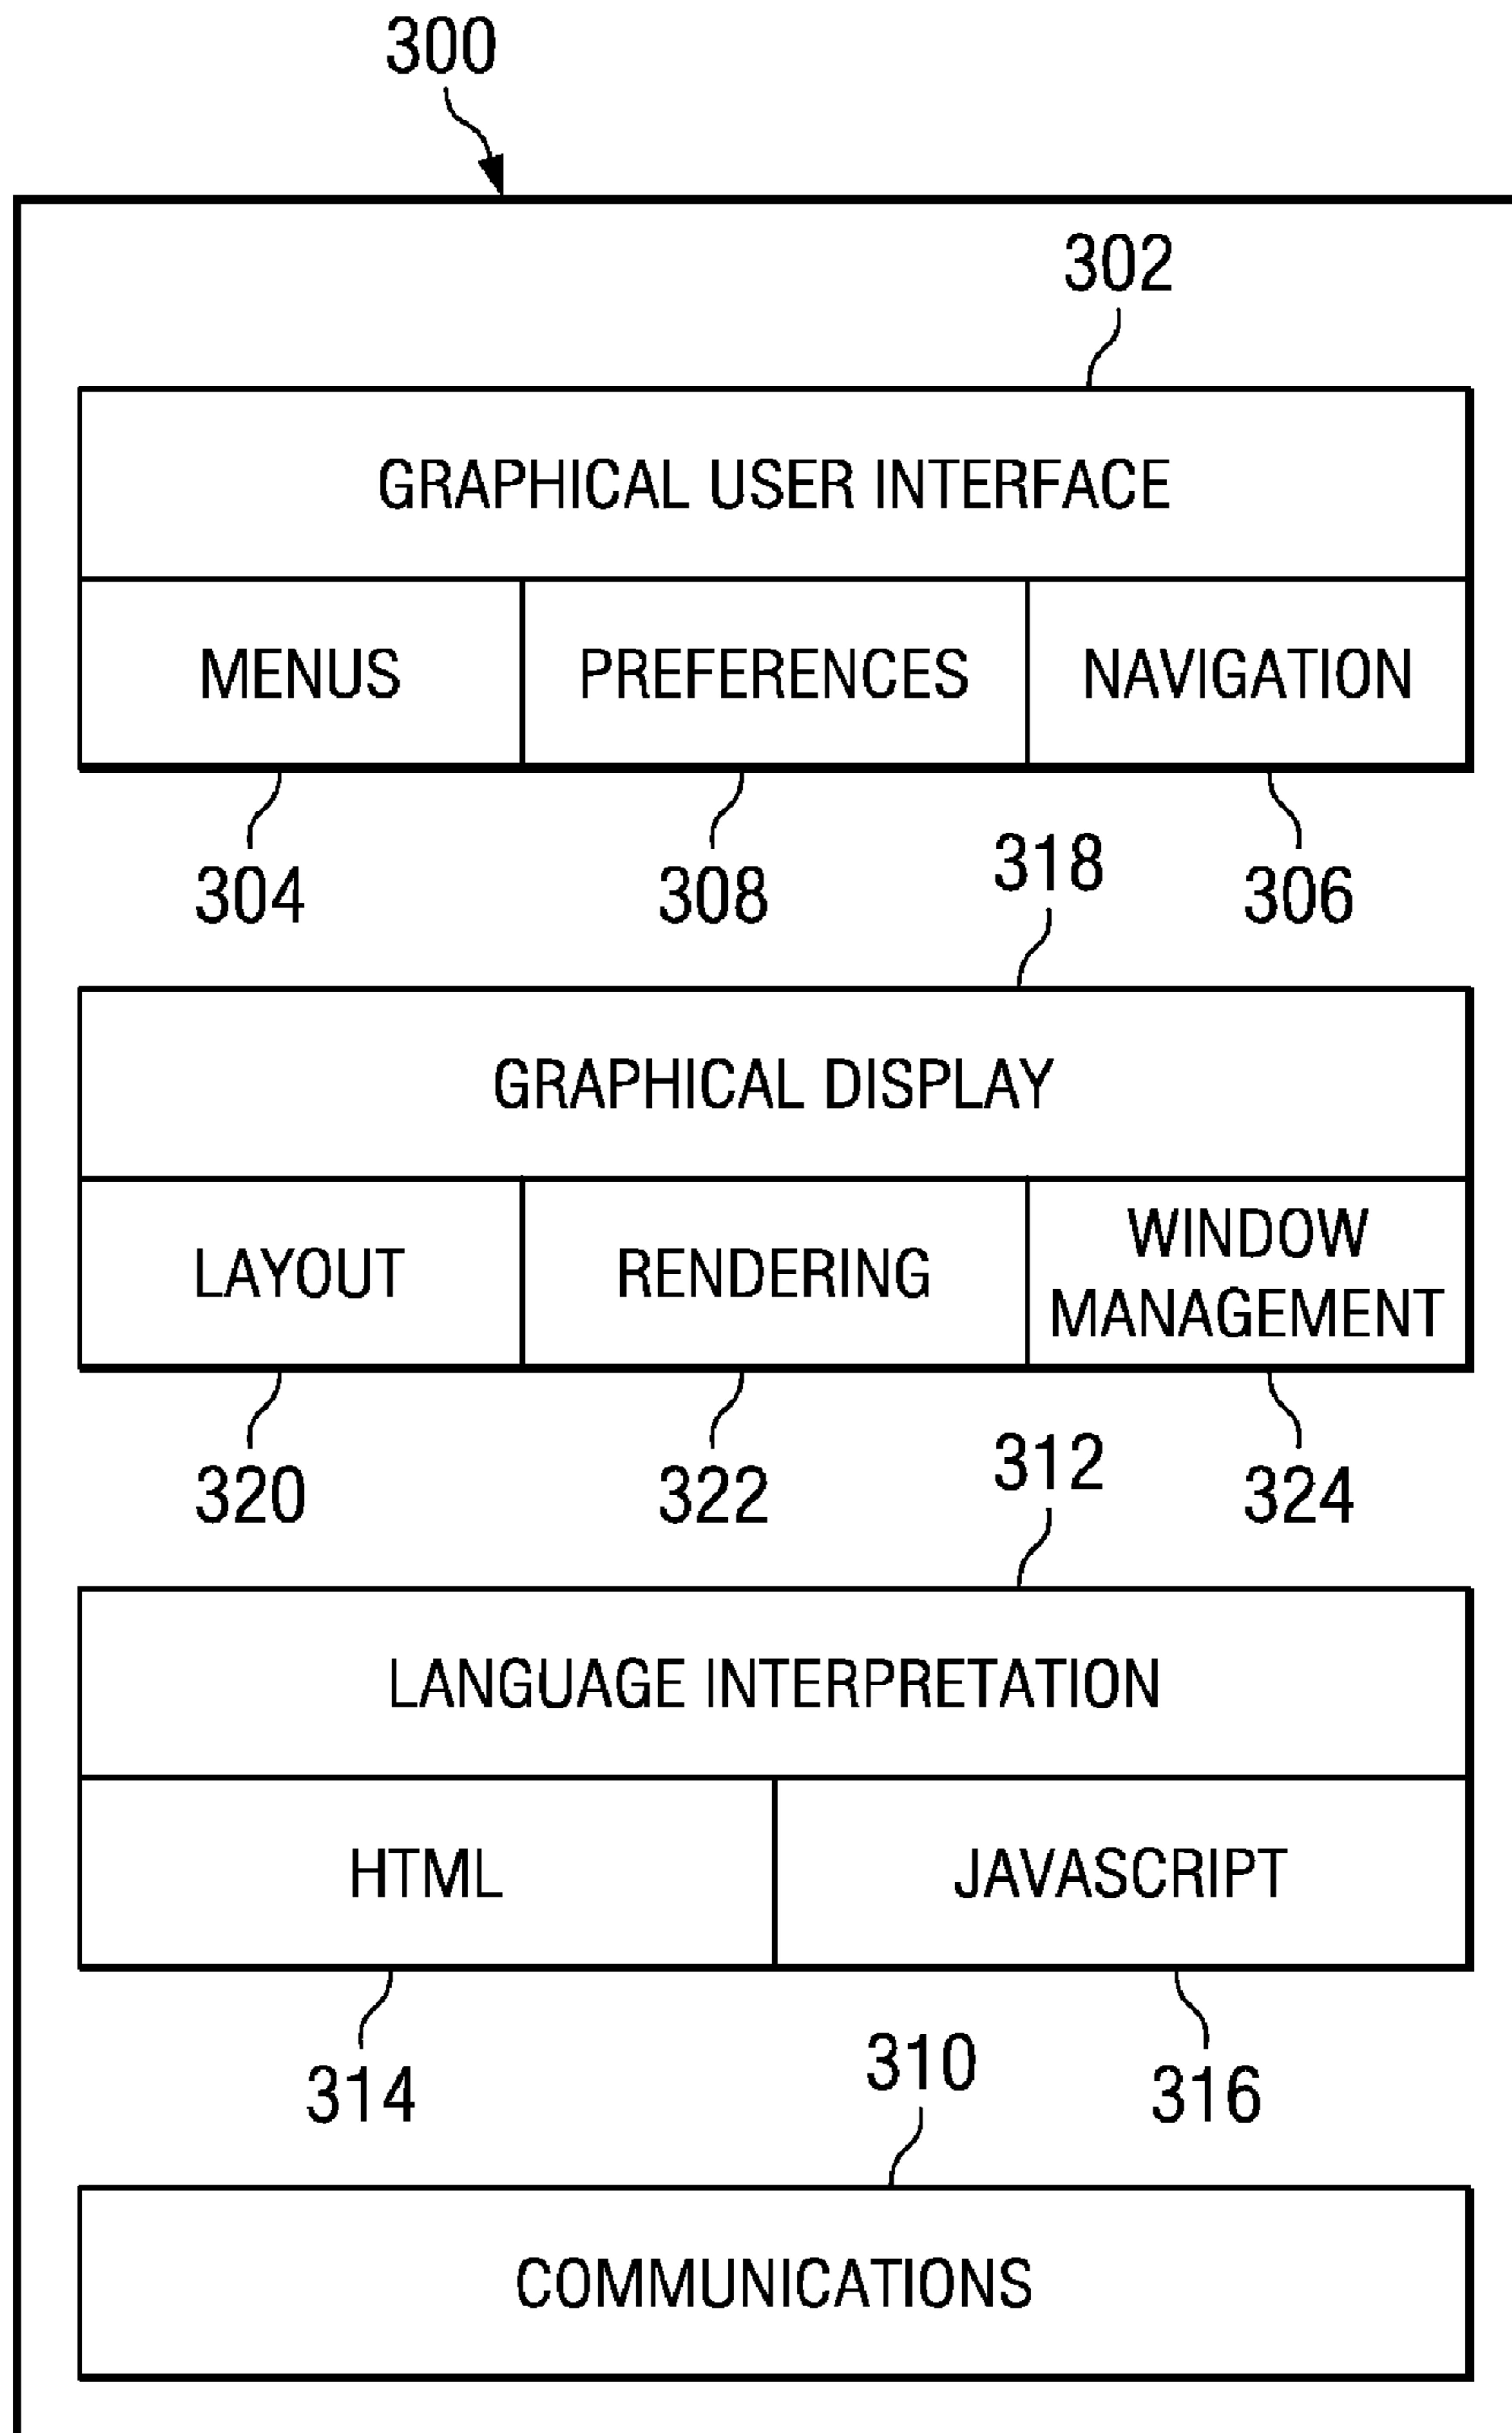 300
302
GRAPHICAL USER INTERFACE
MENUS
PREFERENCES
NAVIGATION
304
308
306
318
GRAPHICAL DISPLAY
LAYOUT
RENDERING
WINDOW
MANAGEMENT
320
322
324
312
LANGUAGE INTERPRETATION
HTML
JAVASCRIPT
314
316
310
COMMUNICATIONS